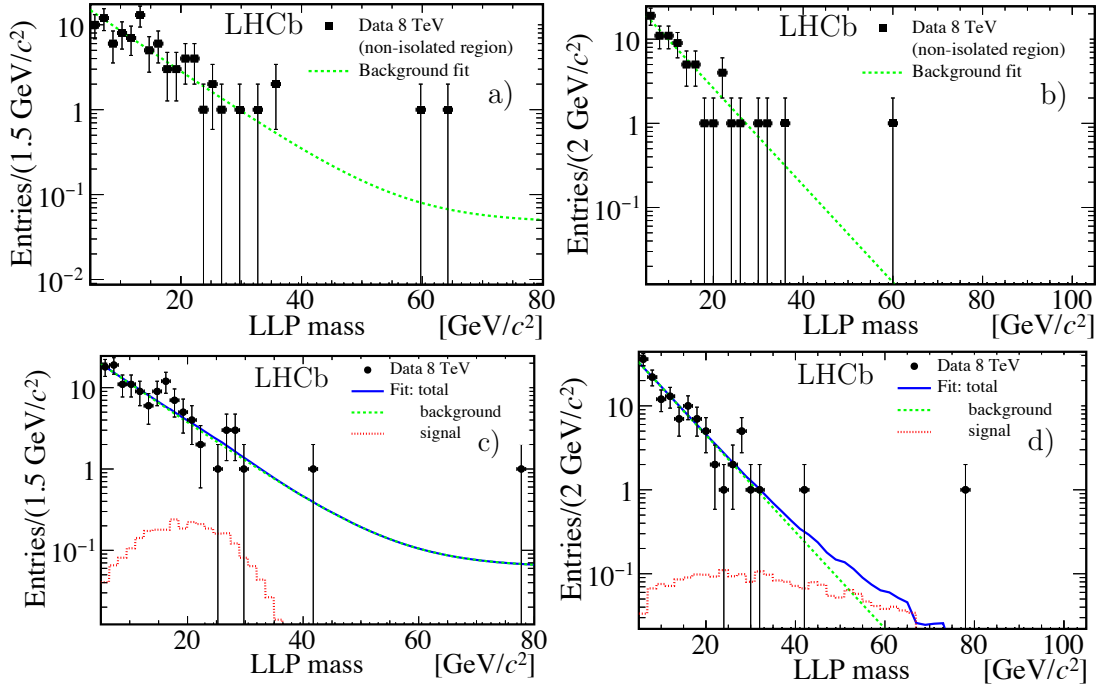 LHCb
Data 8 TeV
(non-isolated region)
Background fit
a)
Entries/(1.5 GeV/c²)
10
1
10⁻¹
10⁻²
20 40 60 80
LLP mass [GeV/c²]
LHCb
Data 8 TeV
(non-isolated region)
Background fit
b)
Entries/(2 GeV/c²)
10
1
10⁻¹
20 40 60 80 100
LLP mass [GeV/c²]
LHCb
Data 8 TeV
Fit: total
background
signal
c)
Entries/(1.5 GeV/c²)
10
1
10⁻¹
20 40 60 80
LLP mass [GeV/c²]
LHCb
Data 8 TeV
Fit: total
background
signal
d)
Entries/(2 GeV/c²)
10
1
10⁻¹
20 40 60 80 100
LLP mass [GeV/c²]